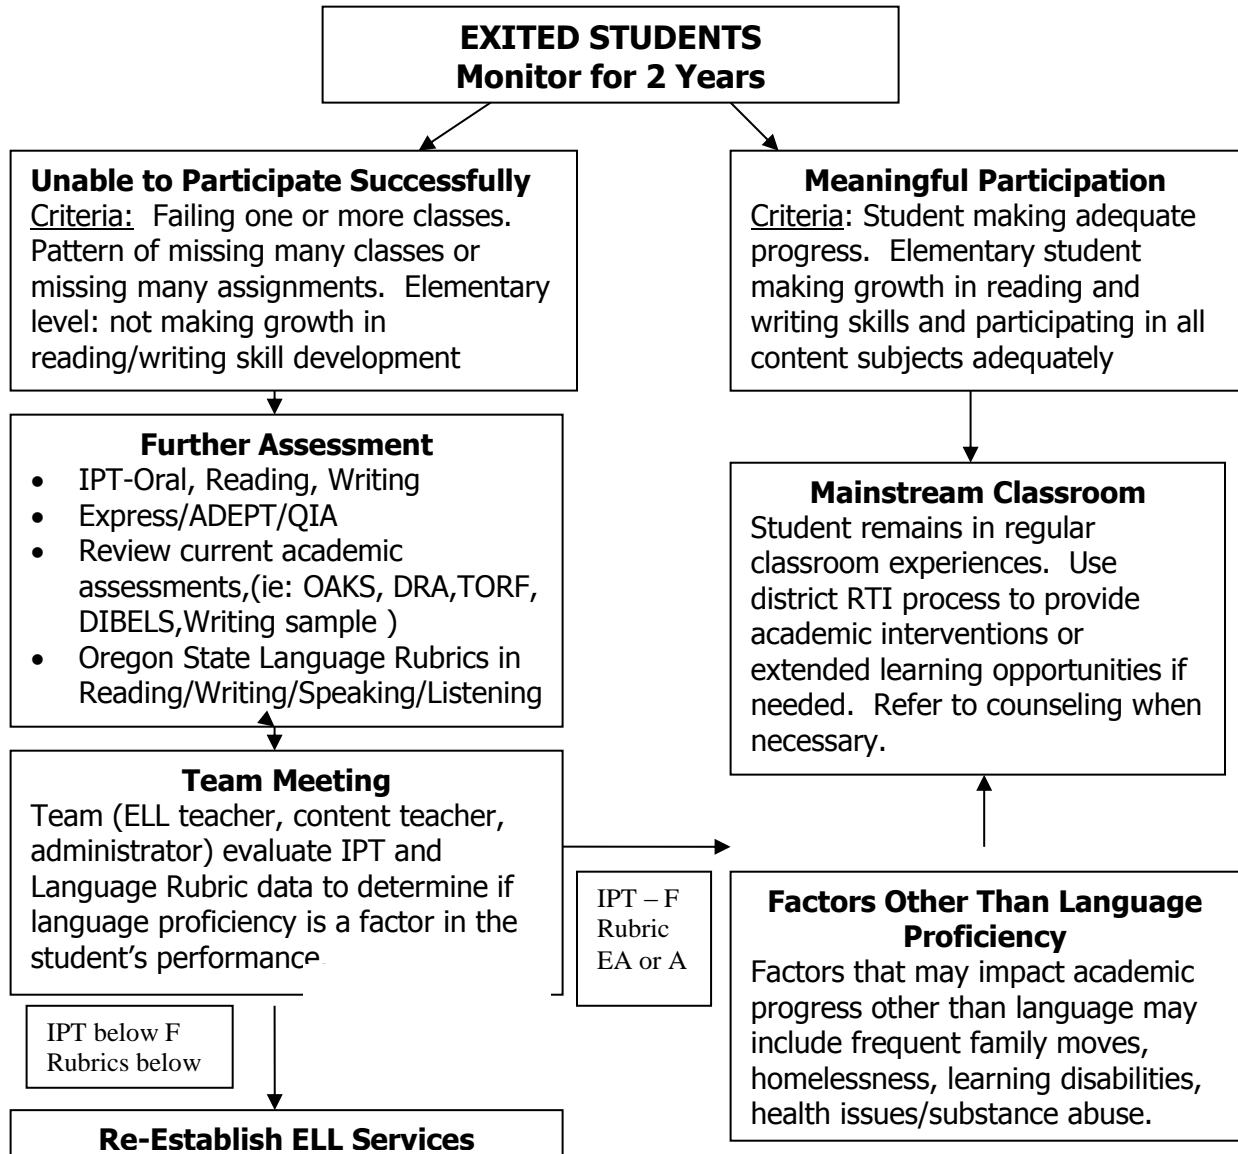 EXITED STUDENTS
Monitor for 2 Years
Unable to Participate Successfully
Criteria:  Failing one or more classes.
Pattern of missing many classes or
missing many assignments.  Elementary
level: not making growth in
reading/writing skill development
Meaningful Participation
Criteria: Student making adequate
progress.  Elementary student
making growth in reading and
writing skills and participating in all
content subjects adequately
Further Assessment
• IPT-Oral, Reading, Writing
• Express/ADEPT/QIA
• Review current academic
assessments,(ie: OAKS, DRA,TORF,
DIBELS,Writing sample )
• Oregon State Language Rubrics in
Reading/Writing/Speaking/Listening
Mainstream Classroom
Student remains in regular
classroom experiences.  Use
district RTI process to provide
academic interventions or
extended learning opportunities if
needed.  Refer to counseling when
necessary.
Team Meeting
Team (ELL teacher, content teacher,
administrator) evaluate IPT and
Language Rubric data to determine if
language proficiency is a factor in the
student’s performance
IPT – F
Rubric
EA or A
Factors Other Than Language
Proficiency
Factors that may impact academic
progress other than language may
include frequent family moves,
homelessness, learning disabilities,
health issues/substance abuse.
IPT below F
Rubrics below
Re-Establish ELL Services